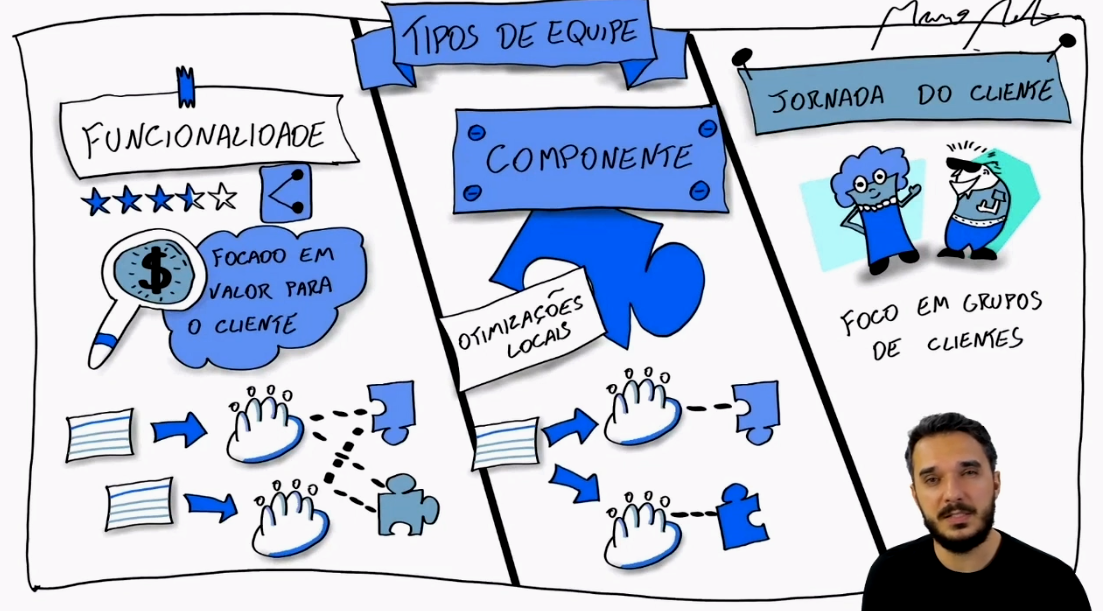 TIPOS DE EQUIPE
FUNCIONALIDADE
FOCADO EM
VALOR PARA
O CLIENTE
COMPONENTE
OTIMIZAÇÕES
LOCAIS
JORNADA DO CLIENTE
FOCO EM GRUPOS
DE CLIENTES